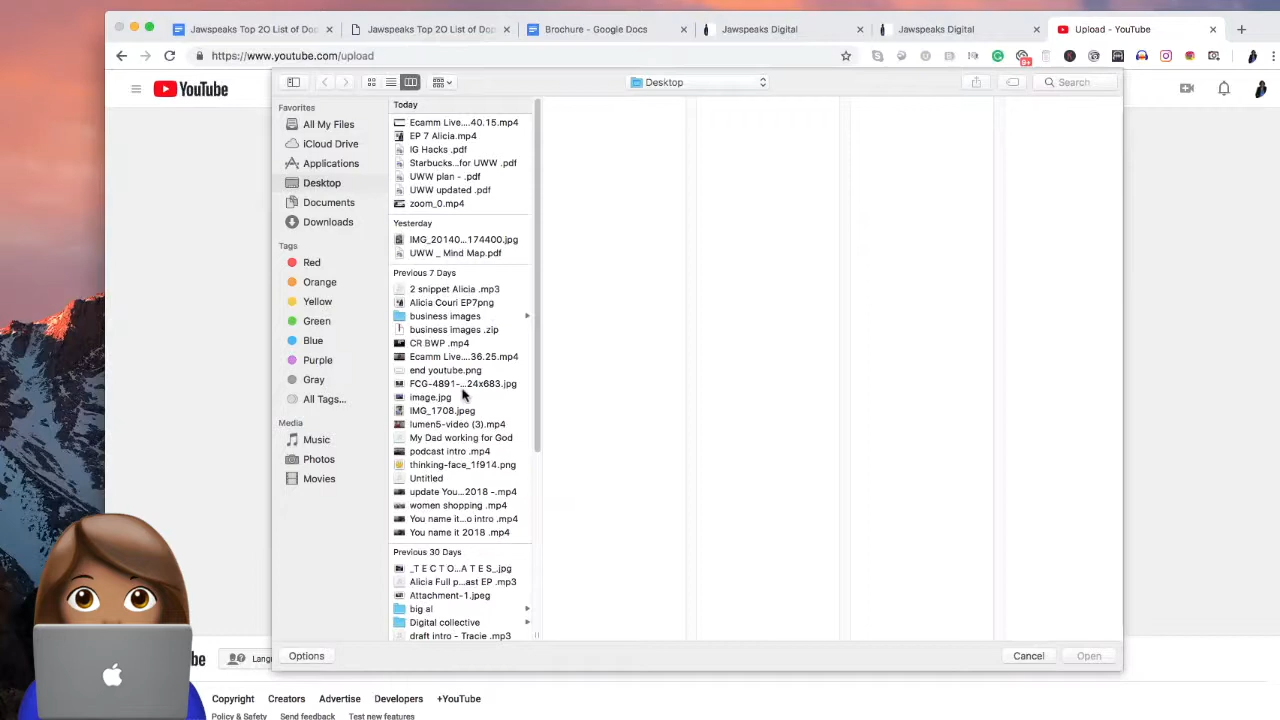 Jawspeaks Top 2O List of Doc
Jawspeaks Top 20 List of Dop
Brochure - Google Docs
Jawspeaks Digital
Jawspeaks Digital
Upload - YouTube
https://www.youtube.com/upload
9+
YouTube
Desktop
Search
Favorites
All My Files
iCloud Drive
Applications
Desktop
Documents
Downloads
Tags
Red
Orange
Yellow
Green
Blue
Purple
Gray
All Tags...
Media
Music
Photos
Movies
Today
Ecamm Live....40.15.mp4
EP 7 Alicia.mp4
IG Hacks .pdf
Starbucks...for UWW .pdf
UWW plan - .pdf
UWW updated .pdf
zoom_0.mp4
Yesterday
IMG_20140...174400.jpg
UWW _ Mind Map.pdf
Previous 7 Days
2 snippet Alicia .mp3
Alicia Couri EP7png
business images
business images .zip
CR BWP .mp4
Ecamm Live....36.25.mp4
end youtube.png
FCG-4891-...24x683.jpg
image.jpg
IMG_1708.jpeg
lumen5-video (3).mp4
My Dad working for God
podcast intro .mp4
thinking-face_1f914.png
Untitled
update You...2018 -.mp4
women shopping .mp4
You name it...o intro .mp4
You name it 2018 .mp4
Previous 30 Days
_T E C T O...A T E S_.jpg
Alicia Full p...ast EP .mp3
Attachment-1.jpeg
big al
Digital collective
draft intro - Tracie .mp3
Options
Cancel
Open
be
Lang
Copyright
Creators
Advertise
Developers
+YouTube
Policy & Safety
Send feedback
Test new features